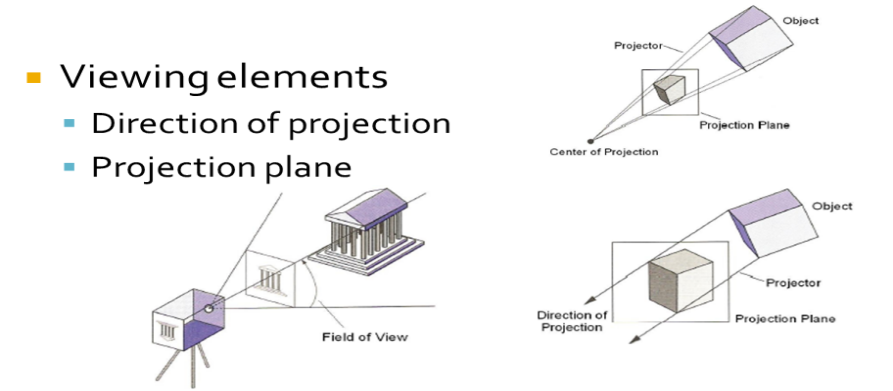 Viewing elements
Direction of projection
Projection plane
Object
Projector
Projection Plane
Center of Projection
Field of View
Object
Projector
Direction of
Projection
Projection Plane